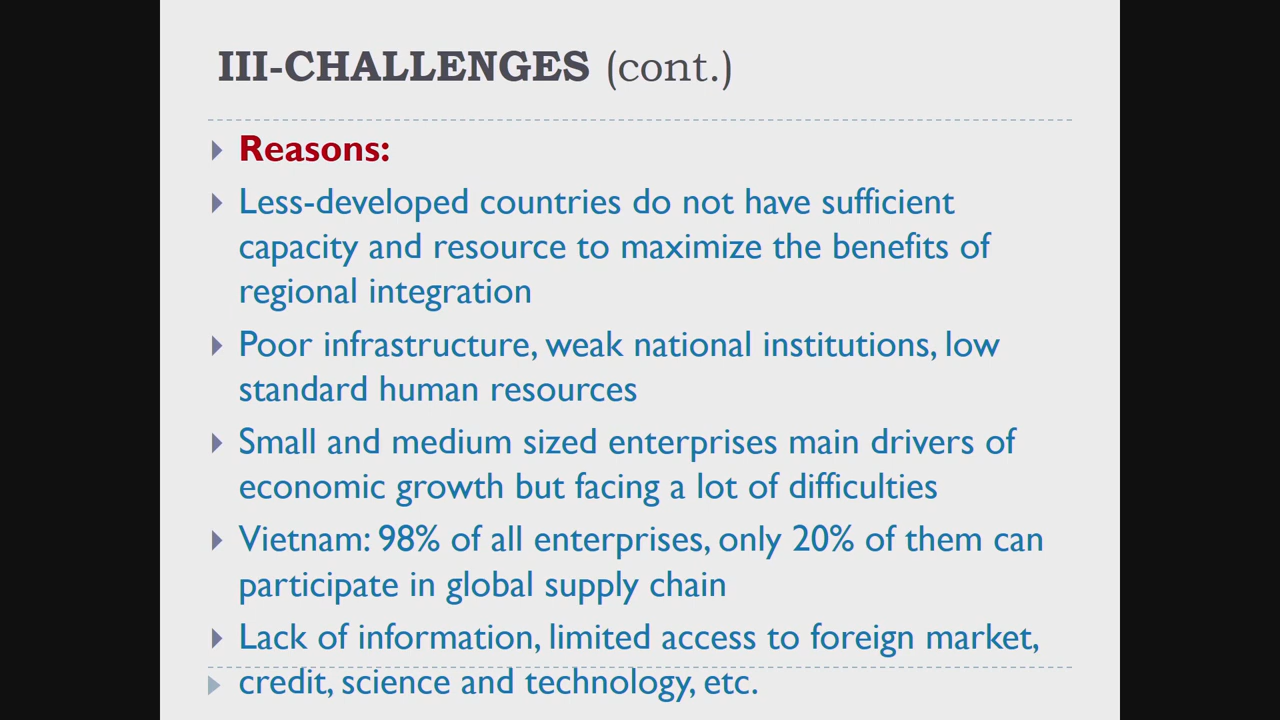 III-CHALLENGES (cont.)
Reasons:
Less-developed countries do not have sufficient
capacity and resource to maximize the benefits of
regional integration
Poor infrastructure, weak national institutions, low
standard human resources
Small and medium sized enterprises main drivers of
economic growth but facing a lot of difficulties
Vietnam: 98% of all enterprises, only 20% of them can
participate in global supply chain
Lack of information, limited access to foreign market,
credit, science and technology, etc.